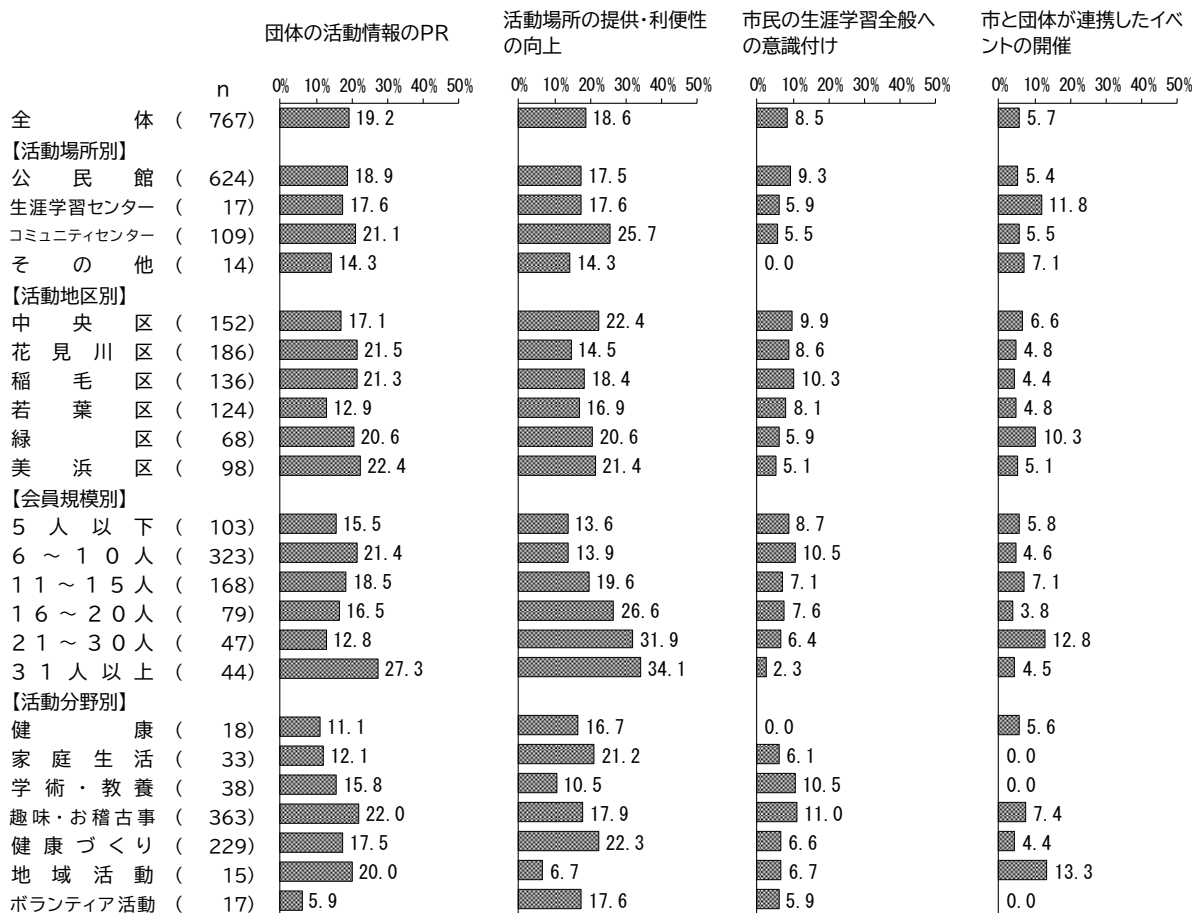 団体の活動情報のPR
活動場所の提供・利便性
の向上
市民の生涯学習全般へ
の意識付け
市と団体が連携したイベ
ントの開催
n 0% 10% 20% 30% 40% 50% 0% 10% 20% 30% 40% 50% 0% 10% 20% 30% 40% 50% 0% 10% 20% 30% 40% 50%
全体 ( 767) 19.2 18.6 8.5 5.7
【活動場所別】
公民館 ( 624) 18.9 17.5 9.3 5.4
生涯学習センター ( 17) 17.6 17.6 5.9 11.8
コミュニティセンター ( 109) 21.1 25.7 5.5 5.5
その他 ( 14) 14.3 14.3 0.0 7.1
【活動地区別】
中央区 ( 152) 17.1 22.4 9.9 6.6
花見川区 ( 186) 21.5 14.5 8.6 4.8
稲毛区 ( 136) 21.3 18.4 10.3 4.4
若葉区 ( 124) 12.9 16.9 8.1 4.8
緑区 ( 68) 20.6 20.6 5.9 10.3
美浜区 ( 98) 22.4 21.4 5.1 5.1
【会員規模別】
5人以下 ( 103) 15.5 13.6 8.7 5.8
6~10人 ( 323) 21.4 13.9 10.5 4.6
11~15人 ( 168) 18.5 19.6 7.1 7.1
16~20人 ( 79) 16.5 26.6 7.6 3.8
21~30人 ( 47) 12.8 31.9 6.4 12.8
31人以上 ( 44) 27.3 34.1 2.3 4.5
【活動分野別】
健康 ( 18) 11.1 16.7 0.0 5.6
家庭生活 ( 33) 12.1 21.2 6.1 0.0
学術・教養 ( 38) 15.8 10.5 10.5 0.0
趣味・お稽古事 ( 363) 22.0 17.9 11.0 7.4
健康づくり ( 229) 17.5 22.3 6.6 4.4
地域活動 ( 15) 20.0 6.7 6.7 13.3
ボランティア活動 ( 17) 5.9 17.6 5.9 0.0